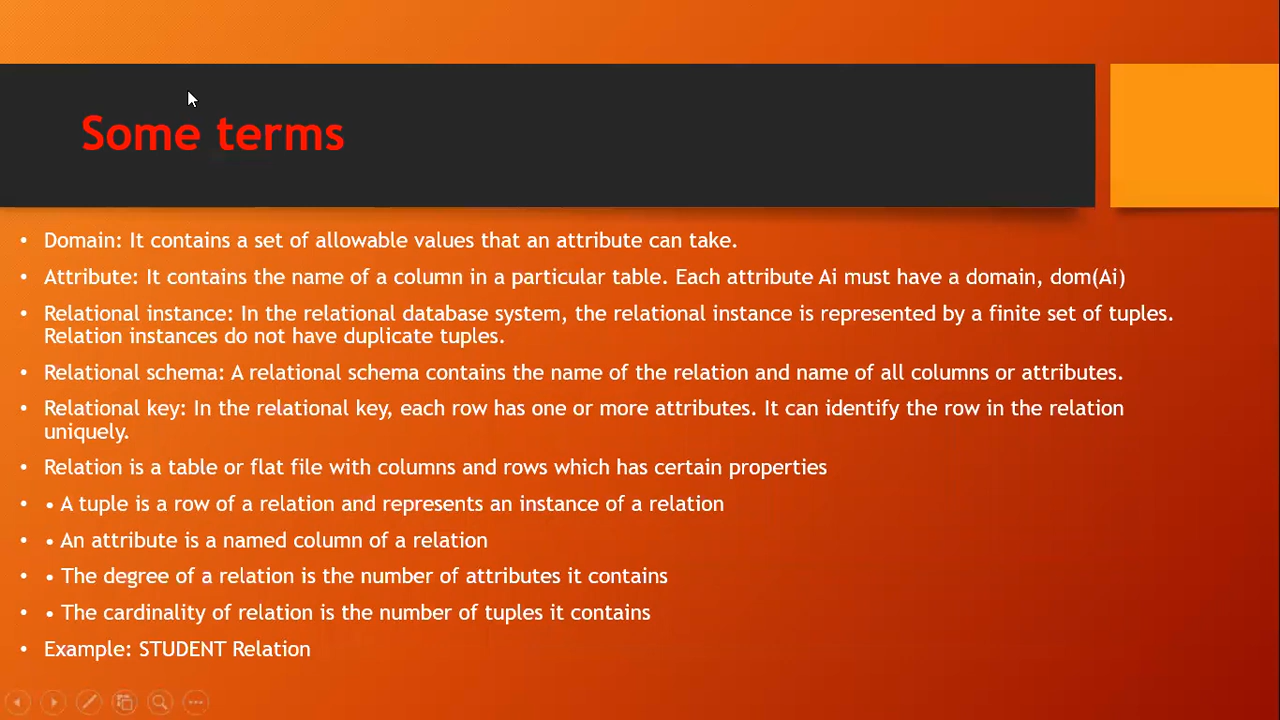 Some terms
• Domain: It contains a set of allowable values that an attribute can take.
• Attribute: It contains the name of a column in a particular table. Each attribute Ai must have a domain, dom(Ai)
• Relational instance: In the relational database system, the relational instance is represented by a finite set of tuples.
Relation instances do not have duplicate tuples.
• Relational schema: A relational schema contains the name of the relation and name of all columns or attributes.
• Relational key: In the relational key, each row has one or more attributes. It can identify the row in the relation
uniquely.
• Relation is a table or flat file with columns and rows which has certain properties
• • A tuple is a row of a relation and represents an instance of a relation
• • An attribute is a named column of a relation
• • The degree of a relation is the number of attributes it contains
• • The cardinality of relation is the number of tuples it contains
• Example: STUDENT Relation